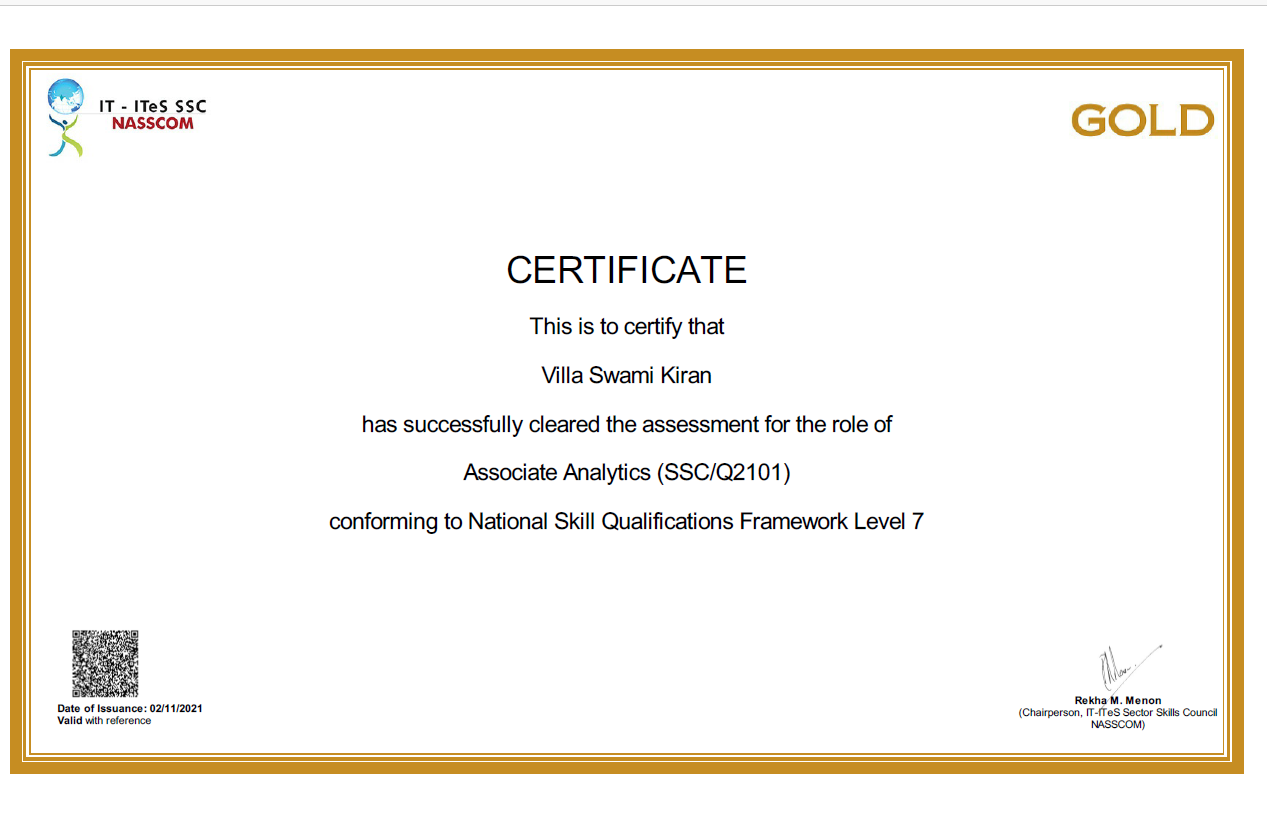 IT - ITeS SSC
NASSCOM
GOLD
CERTIFICATE
This is to certify that
Villa Swami Kiran
has successfully cleared the assessment for the role of
Associate Analytics (SSC/Q2101)
conforming to National Skill Qualifications Framework Level 7
Date of Issuance: 02/11/2021
Valid with reference
Rekha M. Menon
(Chairperson, IT-ITeS Sector Skills Council
NASSCOM)